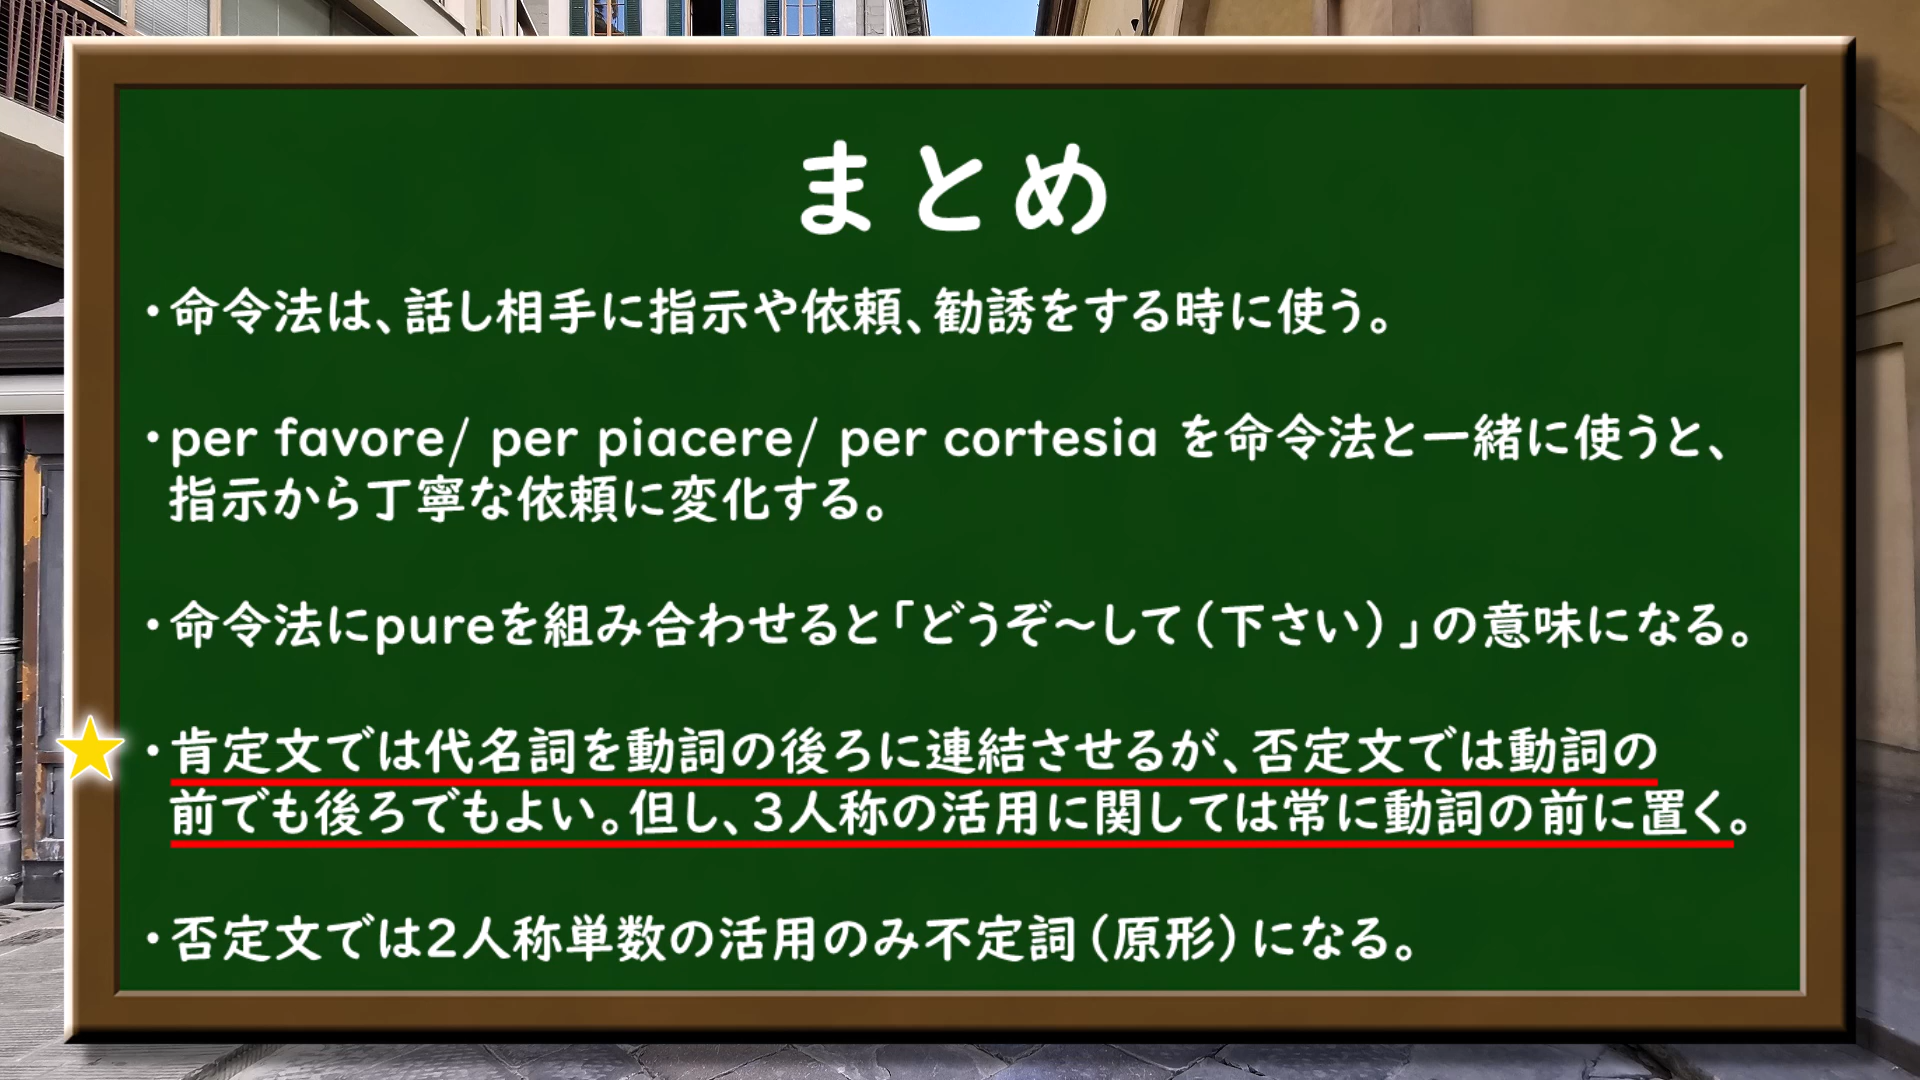 まとめ
・命令法は、話し相手に指示や依頼、勧誘をする時に使う。
・per favore/ per piacere/ per cortesia を命令法と一緒に使うと、
指示から丁寧な依頼に変化する。
・命令法にpureを組み合わせると「どうぞ～して（下さい）」の意味になる。
・肯定文では代名詞を動詞の後ろに連結させるが、否定文では動詞の
前でも後ろでもよい。但し、3人称の活用に関しては常に動詞の前に置く。
・否定文では2人称単数の活用のみ不定詞（原形）になる。